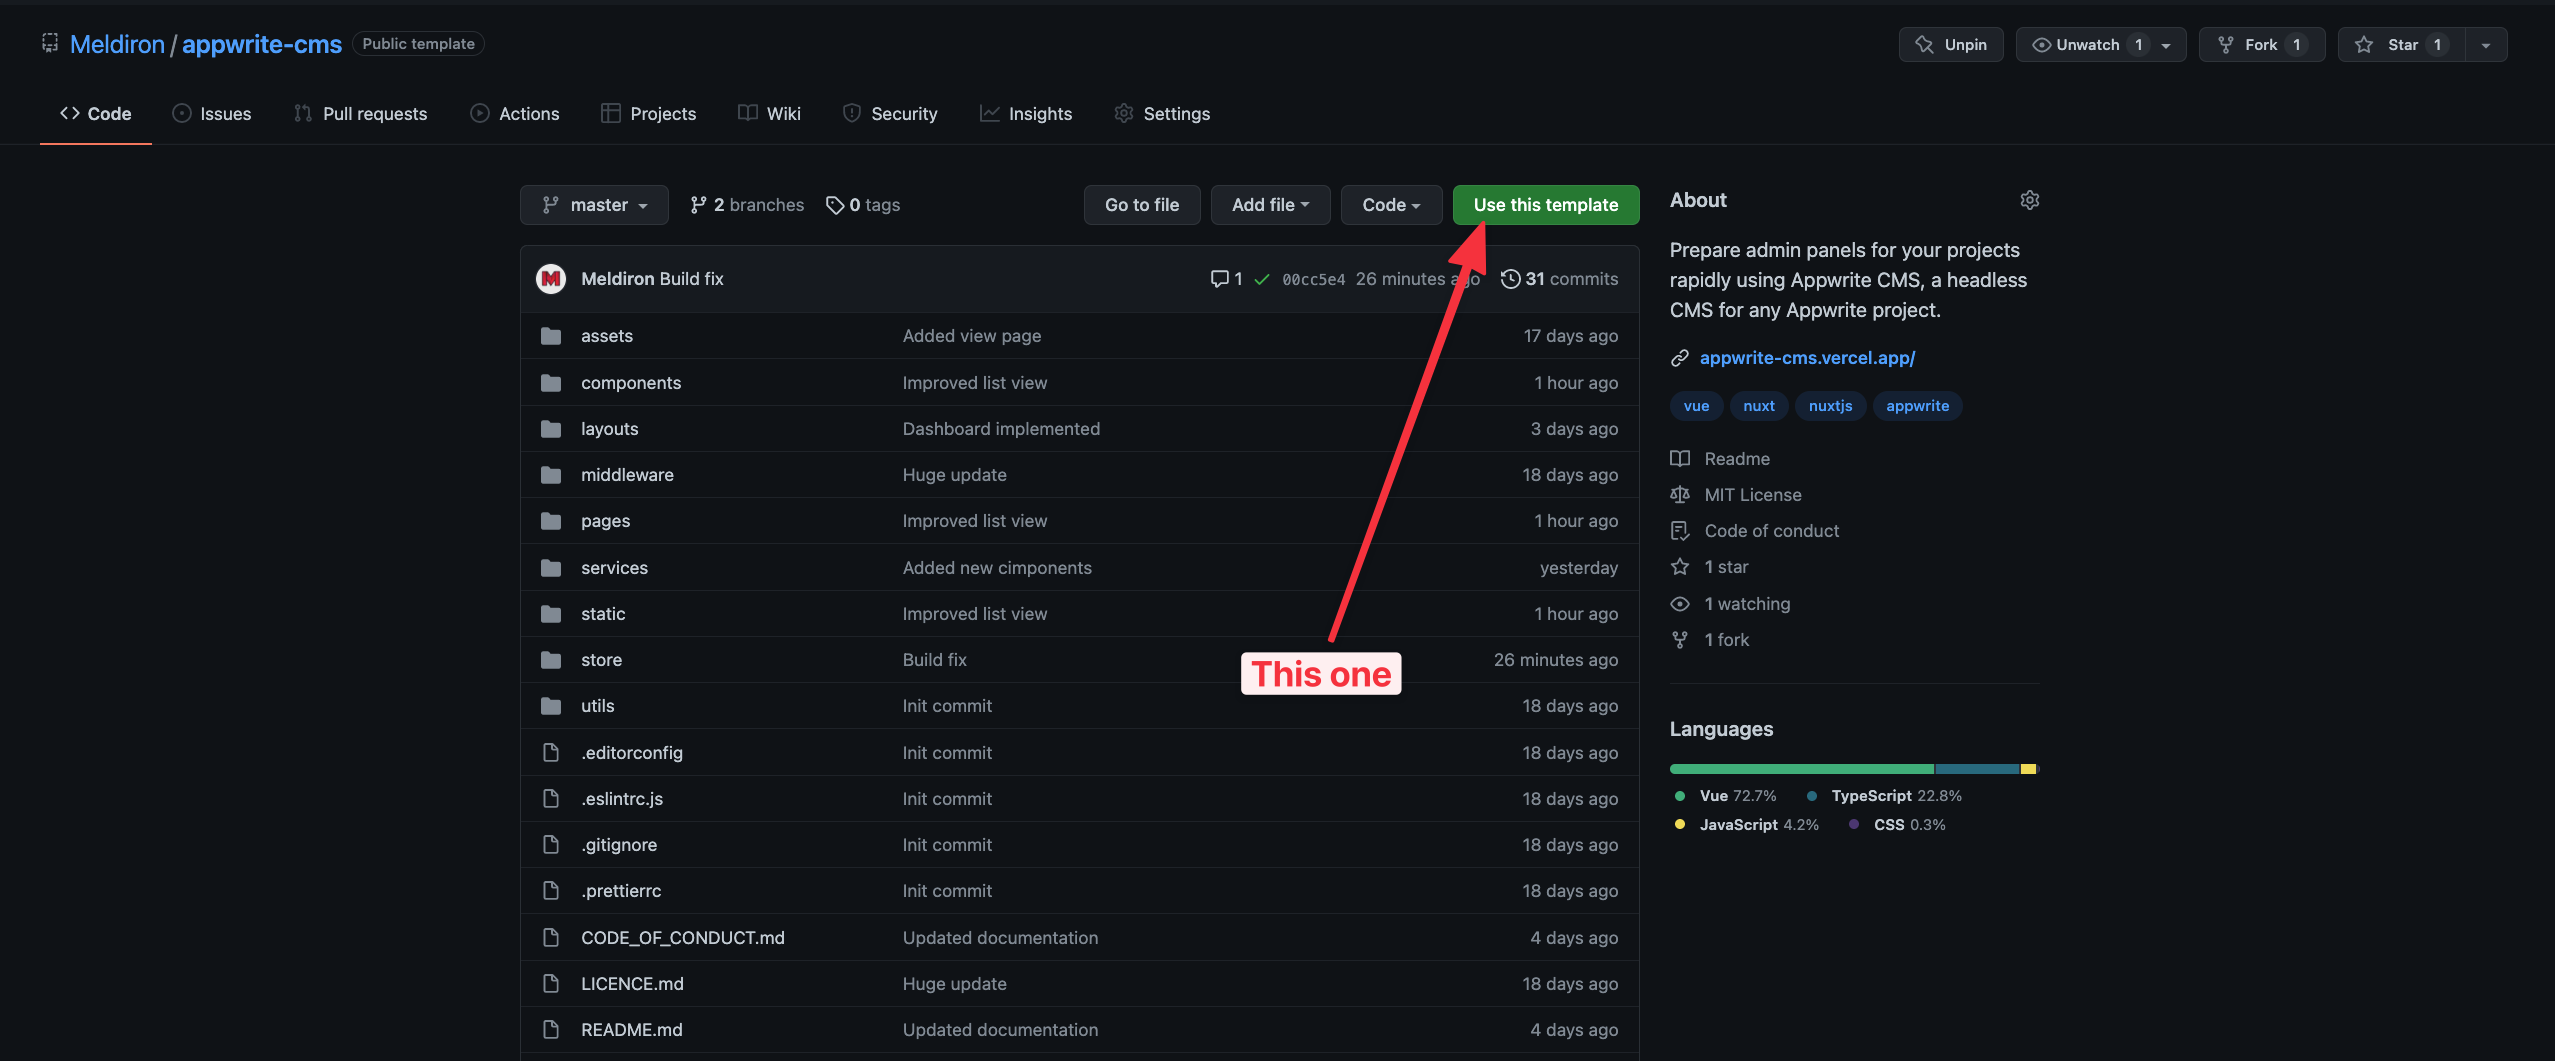 Meldiron / appwrite-cms Public template
Unpin
Unwatch 1
Fork 1
Star 1
Code
Issues
Pull requests
Actions
Projects
Wiki
Security
Insights
Settings
master
2 branches
0 tags
Go to file
Add file
Code
Use this template
M
Meldiron Build fix
1
00cc5e4 26 minutes ago
31 commits
assets Added view page 17 days ago
components Improved list view 1 hour ago
layouts Dashboard implemented 3 days ago
middleware Huge update 18 days ago
pages Improved list view 1 hour ago
services Added new cimponents yesterday
static Improved list view 1 hour ago
store Build fix 26 minutes ago
This one
utils Init commit 18 days ago
.editorconfig Init commit 18 days ago
.eslintrc.js Init commit 18 days ago
.gitignore Init commit 18 days ago
.prettierrc Init commit 18 days ago
CODE_OF_CONDUCT.md Updated documentation 4 days ago
LICENCE.md Huge update 18 days ago
README.md Updated documentation 4 days ago
About
Prepare admin panels for your projects
rapidly using Appwrite CMS, a headless
CMS for any Appwrite project.
appwrite-cms.vercel.app/
vue nuxt nuxtjs appwrite
Readme
MIT License
Code of conduct
1 star
1 watching
1 fork
Languages
Vue 72.7% TypeScript 22.8%
JavaScript 4.2% CSS 0.3%